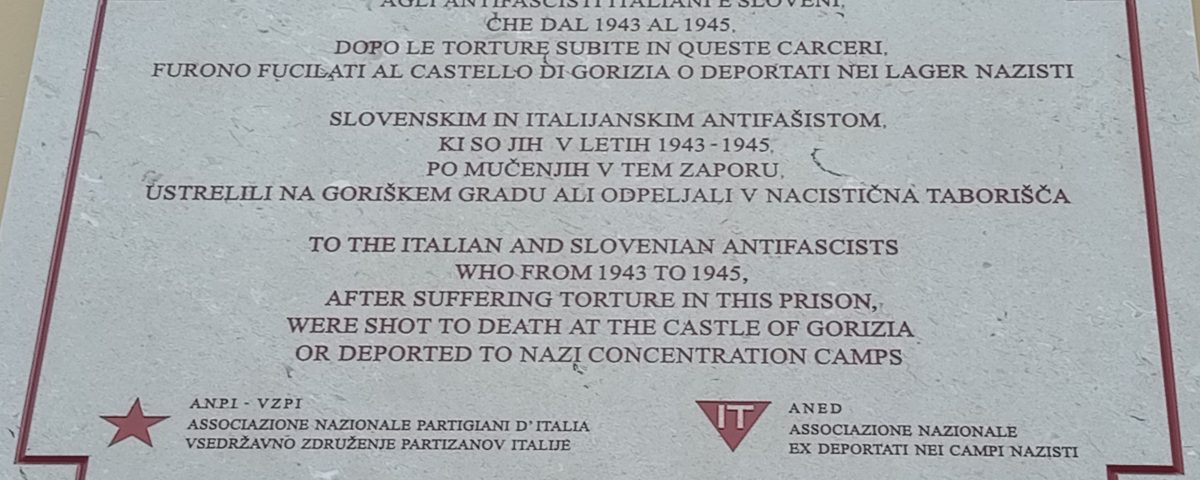 AGLI ANTIFASCISTI ITALIANI E SLOVENI,
CHE DAL 1943 AL 1945,
DOPO LE TORTURE SUBITE IN QUESTE CARCERI,
FURONO FUCILATI AL CASTELLO DI GORIZIA O DEPORTATI NEI LAGER NAZISTI
SLOVENSKIM IN ITALIJANSKIM ANTIFAŠISTOM,
KI SO JIH V LETIH 1943 - 1945,
PO MUČENJIH V TEM ZAPORU,
USTRELILI NA GORIŠKEM GRADU ALI ODPELJALI V NACISTIČNA TABORIŠČA
TO THE ITALIAN AND SLOVENIAN ANTIFASCISTS
WHO FROM 1943 TO 1945,
AFTER SUFFERING TORTURE IN THIS PRISON,
WERE SHOT TO DEATH AT THE CASTLE OF GORIZIA
OR DEPORTED TO NAZI CONCENTRATION CAMPS
A.N.P.I - V.Z.P.I
ASSOCIAZIONE NAZIONALE PARTIGIANI D'ITALIA
VSEDRŽAVNO ZDRUŽENJE PARTIZANOV ITALIJE
IT
ANED
ASSOCIAZIONE NAZIONALE
EX DEPORTATI NEI CAMPI NAZISTI